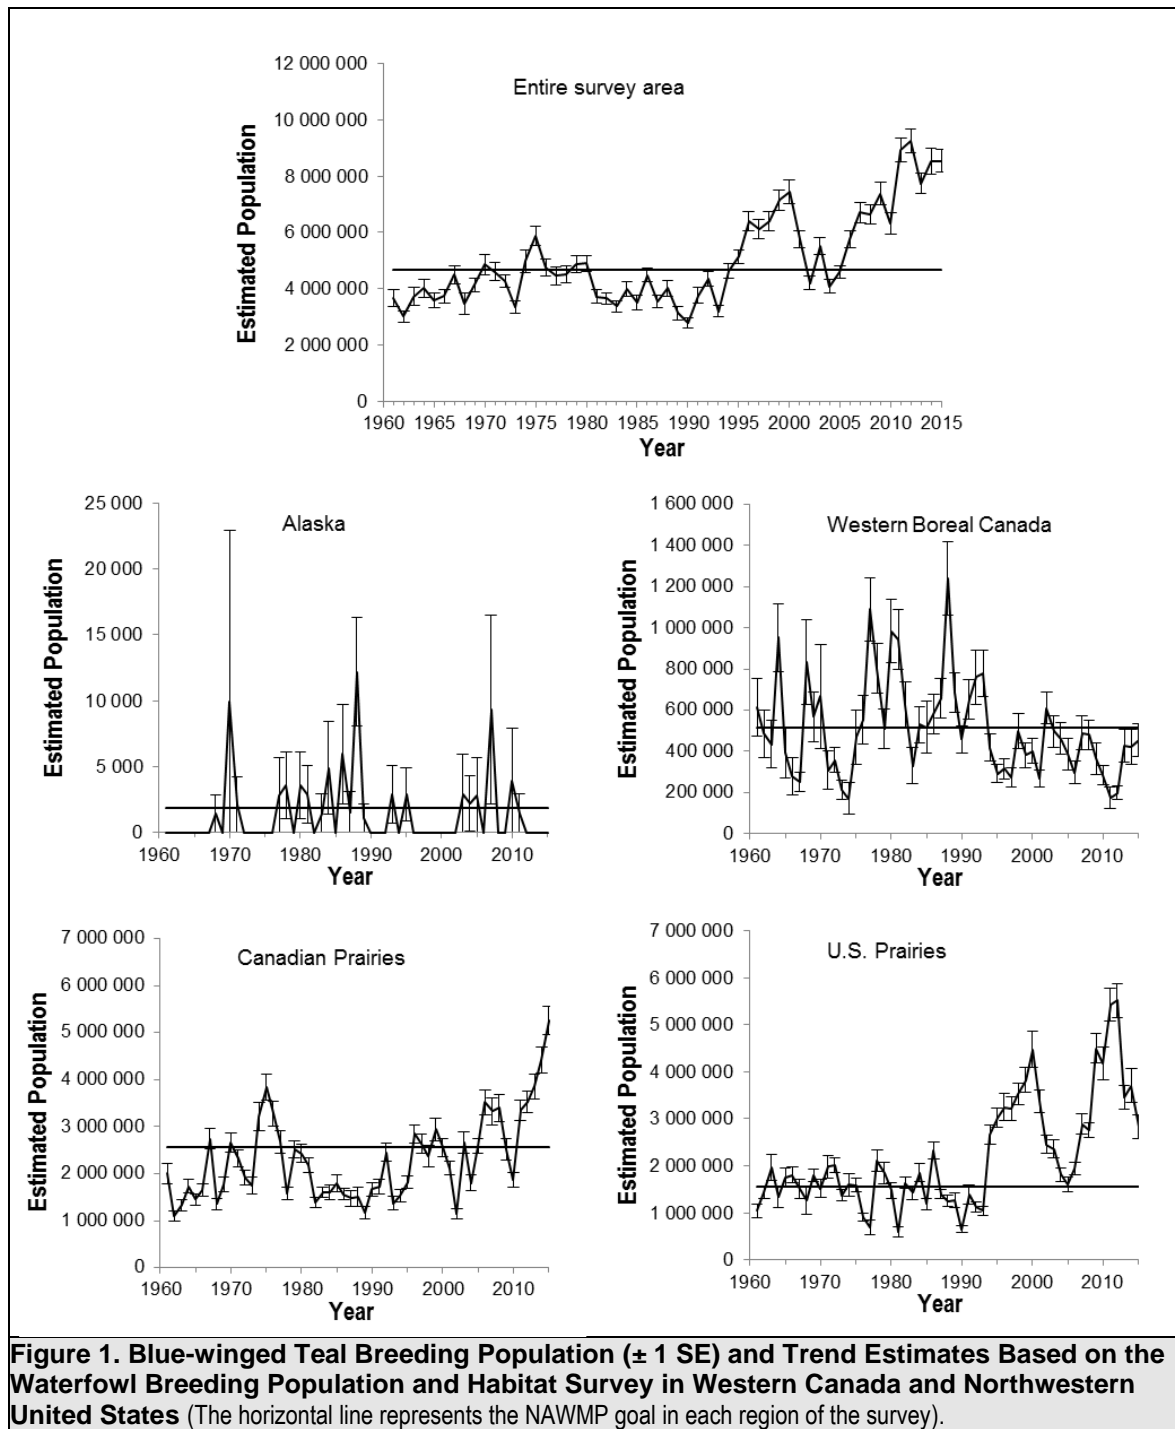 Entire survey area
Estimated Population
12 000 000
10 000 000
8 000 000
6 000 000
4 000 000
2 000 000
0
1960 1965 1970 1975 1980 1985 1990 1995 2000 2005 2010 2015
Year
Alaska
Estimated Population
25 000
20 000
15 000
10 000
5 000
0
1960 1970 1980 1990 2000 2010
Year
Western Boreal Canada
Estimated Population
1 600 000
1 400 000
1 200 000
1 000 000
800 000
600 000
400 000
200 000
0
1960 1970 1980 1990 2000 2010
Year
Canadian Prairies
Estimated Population
7 000 000
6 000 000
5 000 000
4 000 000
3 000 000
2 000 000
1 000 000
0
1960 1970 1980 1990 2000 2010
Year
U.S. Prairies
Estimated Population
7 000 000
6 000 000
5 000 000
4 000 000
3 000 000
2 000 000
1 000 000
0
1960 1970 1980 1990 2000 2010
Year
Figure 1. Blue-winged Teal Breeding Population (± 1 SE) and Trend Estimates Based on the
Waterfowl Breeding Population and Habitat Survey in Western Canada and Northwestern
United States (The horizontal line represents the NAWMP goal in each region of the survey).